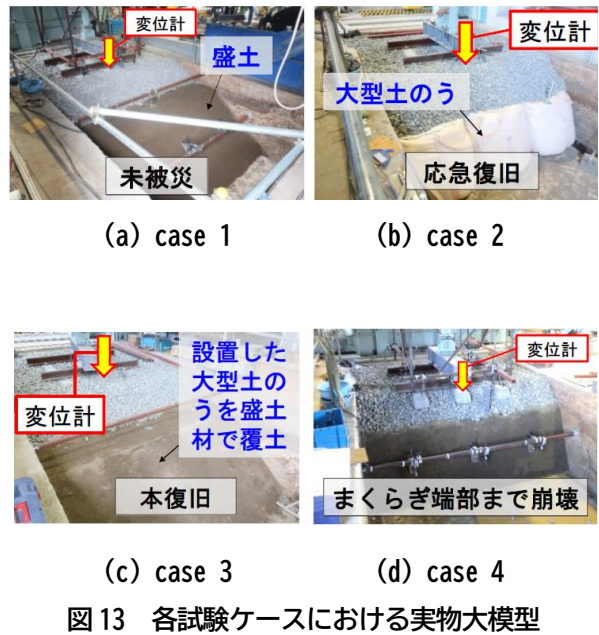 変位計
盛土
未被災
変位計
大型土のう
応急復旧
(a) case 1
(b) case 2
設置した
大型土の
うを盛土
材で覆土
変位計
本復旧
変位計
まくらぎ端部まで崩壊
(c) case 3
(d) case 4
図13 各試験ケースにおける実物大模型